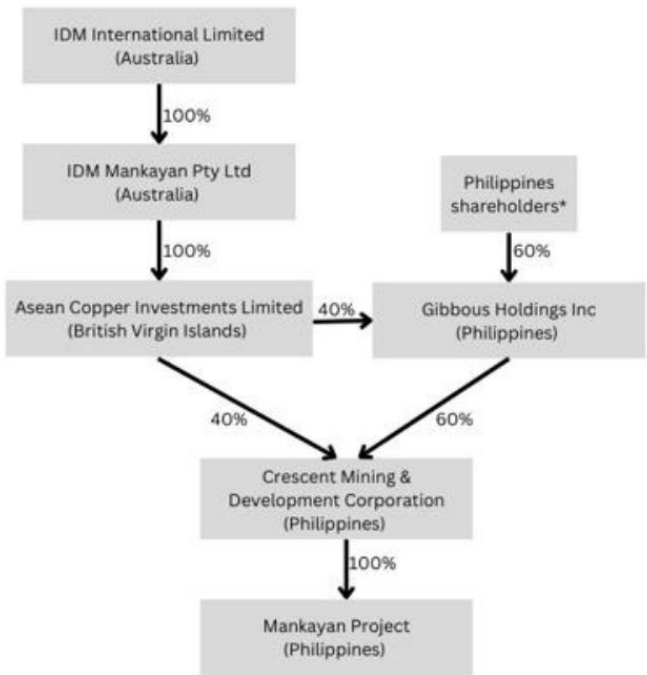 IDM International Limited
(Australia)
100%
IDM Mankayan Pty Ltd
(Australia)
Philippines
shareholders*
100%
60%
Asean Copper Investments Limited
(British Virgin Islands)
40%
Gibbous Holdings Inc
(Philippines)
40%
60%
Crescent Mining &
Development Corporation
(Philippines)
100%
Mankayan Project
(Philippines)